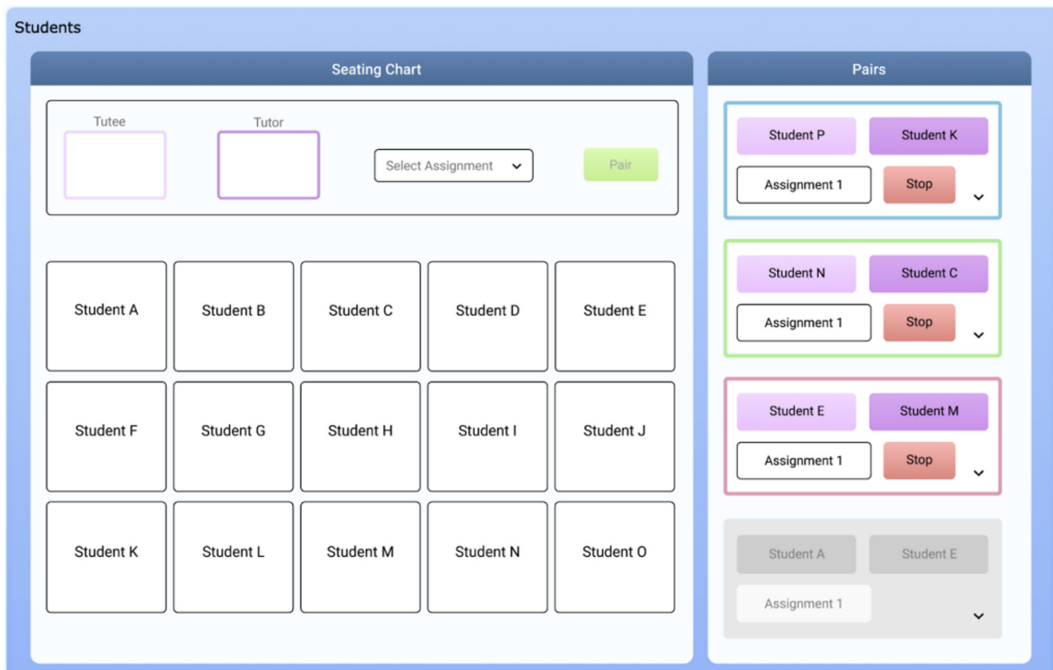 Students
Seating Chart
Tutee
Tutor
Select Assignment
Pair
Student A
Student B
Student C
Student D
Student E
Student F
Student G
Student H
Student I
Student J
Student K
Student L
Student M
Student N
Student O
Pairs
Student P
Student K
Assignment 1
Stop
Student N
Student C
Assignment 1
Stop
Student E
Student M
Assignment 1
Stop
Student A
Student E
Assignment 1